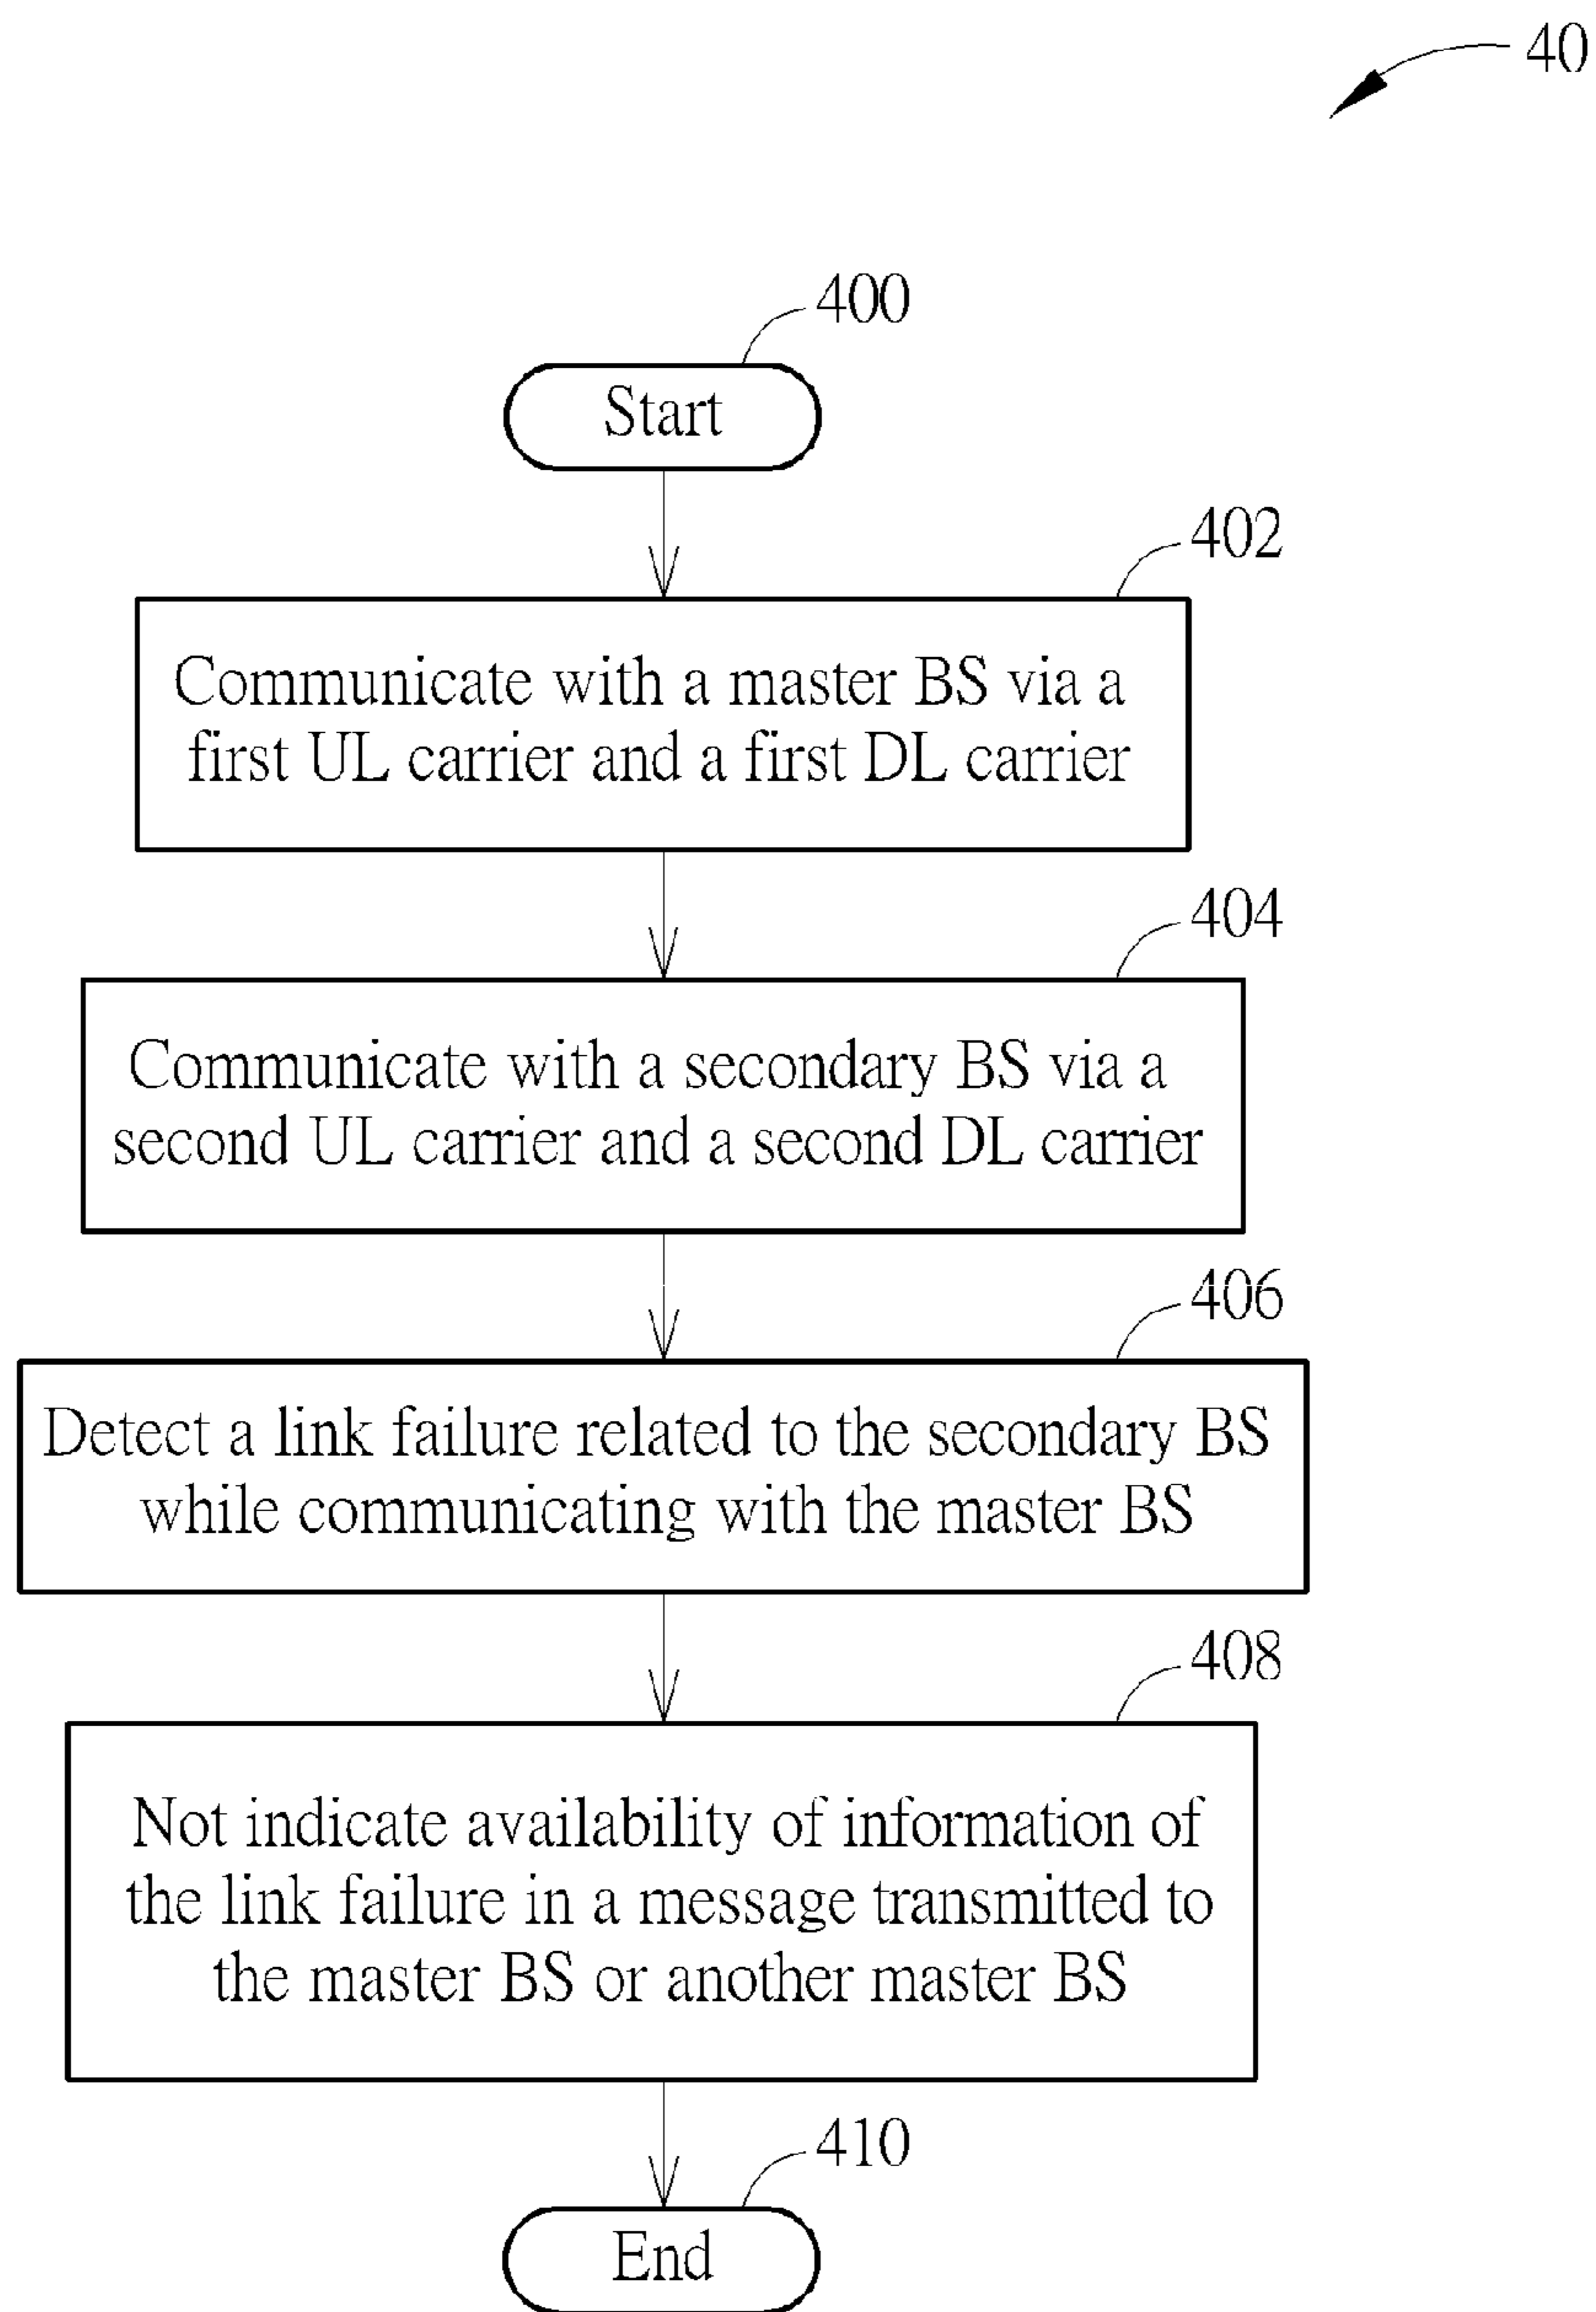 40
400
Start
402
Communicate with a master BS via a
first UL carrier and a first DL carrier
404
Communicate with a secondary BS via a
second UL carrier and a second DL carrier
406
Detect a link failure related to the secondary BS
while communicating with the master BS
408
Not indicate availability of information of
the link failure in a message transmitted to
the master BS or another master BS
410
End